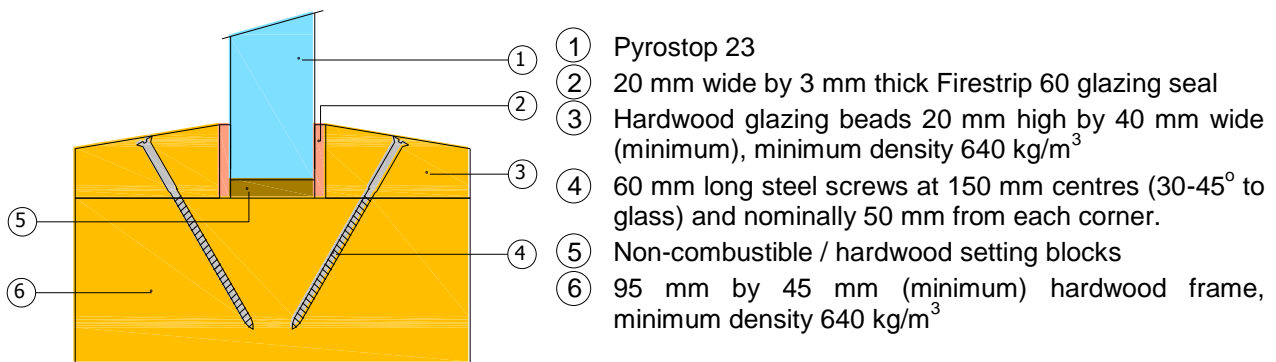 1
2
3
4
5
6
1 Pyrostop 23
2 20 mm wide by 3 mm thick Firestrip 60 glazing seal
3 Hardwood glazing beads 20 mm high by 40 mm wide
(minimum), minimum density 640 kg/m³
4 60 mm long steel screws at 150 mm centres (30-45° to
glass) and nominally 50 mm from each corner.
5 Non-combustible / hardwood setting blocks
6 95 mm by 45 mm (minimum) hardwood frame,
minimum density 640 kg/m³